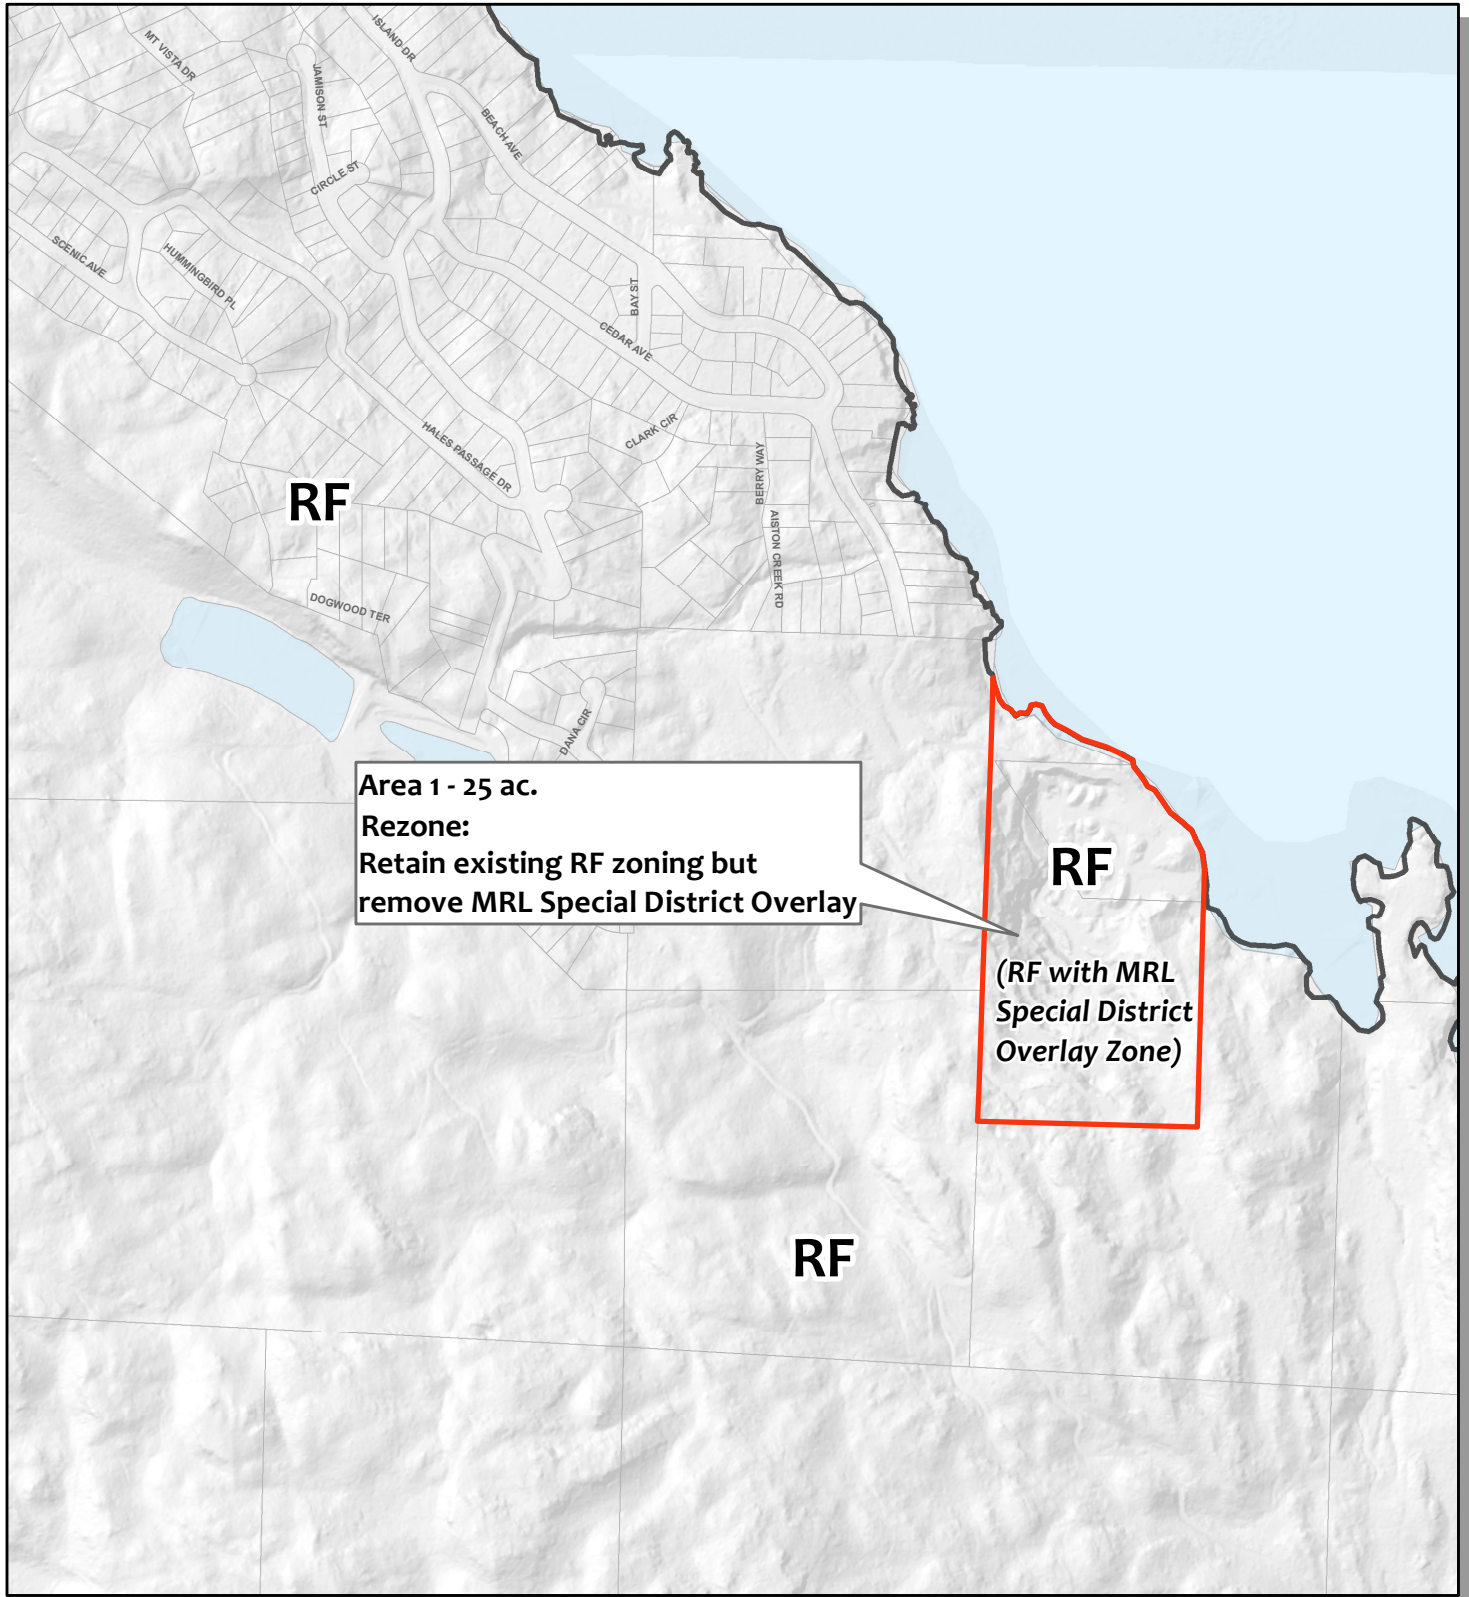 MT VISTA DR
ISLAND DR
JAMISON ST
BEACH AVE
CIRCLE ST
SCENIC AVE
HUMMINGBIRD PL
BAY ST
CEDAR AVE
HALES PASSAGE DR
CLARK CIR
BERRY WAY
AISTON CREEK RD
RF
DOGWOOD TER
DANA CIR
Area 1 - 25 ac.
Rezone:
Retain existing RF zoning but
remove MRL Special District Overlay
RF
(RF with MRL
Special District
Overlay Zone)
RF